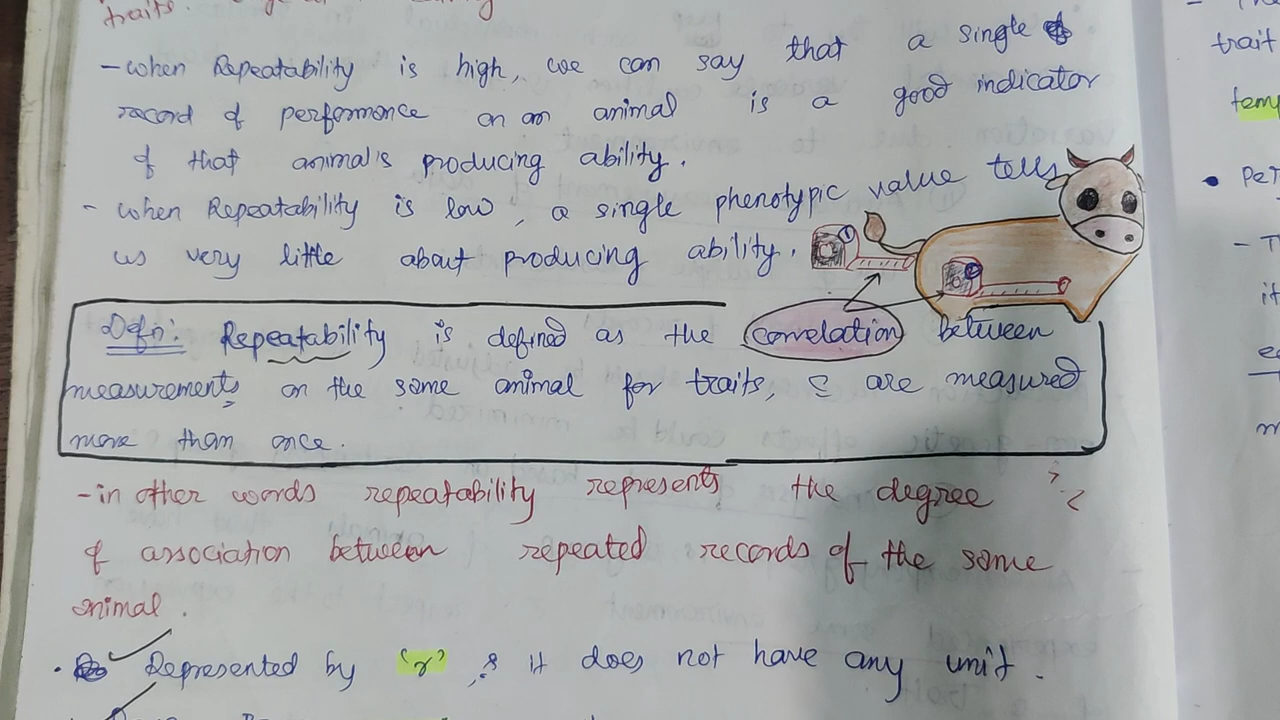 traits.
-when Repeatability is high, we can say that a single
record of performance on an animal is a good indicator
of that animal's producing ability.
- when Repeatability is low, a single phenotypic value tells
us very little about producing ability.
Defn: Repeatability is defined as the correlation between
measurements on the same animal for traits, are measured
more than once.
-in other words repeatability represents the degree
of association between repeated records of the same
animal.
. Represented by 'r', & it does not have any unit.
trait
temp
• Per
- T
it